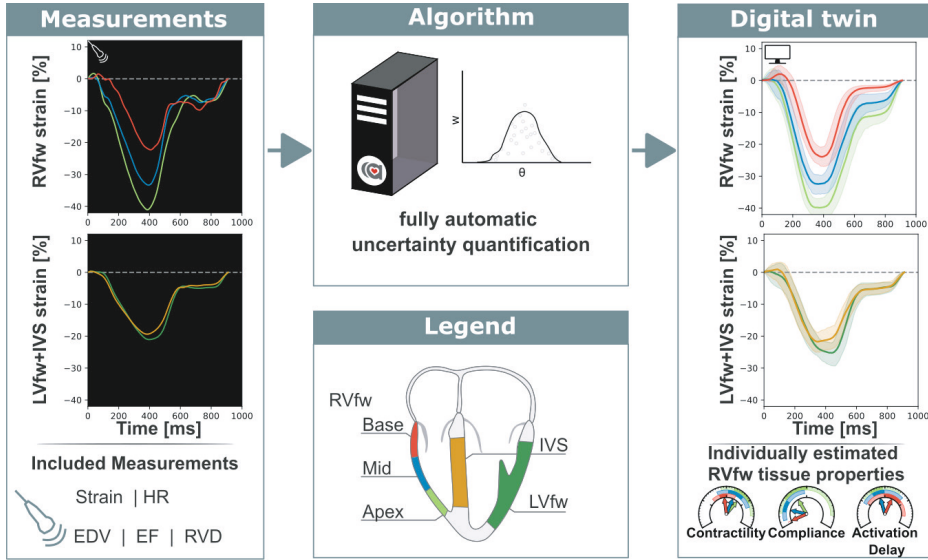 Measurements
10
0
-10
-20
-30
-40
RVfw strain [%]
0 200 400 600 800 1000
10
0
-10
-20
-30
-40
LVfw+IVS strain [%]
0 200 400 600 800 1000
Time [ms]
Included Measurements
Strain | HR
EDV | EF | RVD
Algorithm
w
θ
fully automatic
uncertainty quantification
Legend
RVfw
Base
Mid
Apex
IVS
LVfw
Digital twin
10
0
-10
-20
-30
-40
RVfw strain [%]
0 200 400 600 800 1000
10
0
-10
-20
-30
-40
LVfw+IVS strain [%]
0 200 400 600 800 1000
Time [ms]
Individually estimated
RVfw tissue properties
Contractility Compliance Activation
Delay